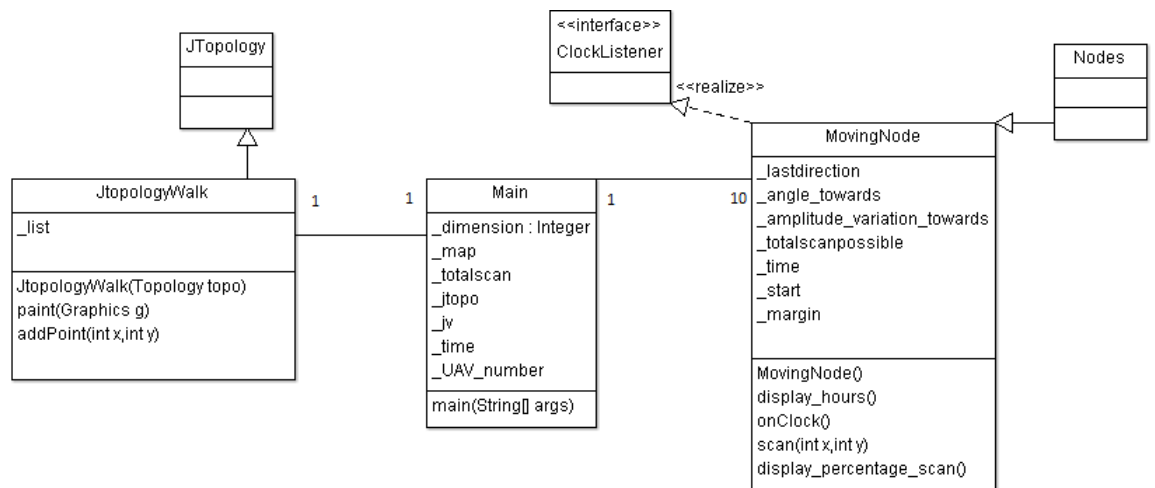 JTopology
<<interface>>
ClockListener
<<realize>>
Nodes
JtopologyWalk
_list
JtopologyWalk(Topology topo)
paint(Graphics g)
addPoint(int x,int y)
1
1
Main
_dimension : Integer
_map
_totalscan
_jtopo
_jv
_time
_UAV_number
main(String[] args)
1
10
MovingNode
_lastdirection
_angle_towards
_amplitude_variation_towards
_totalscanpossible
_time
_start
_margin
MovingNode()
display_hours()
onClock()
scan(int x,int y)
display_percentage_scan()